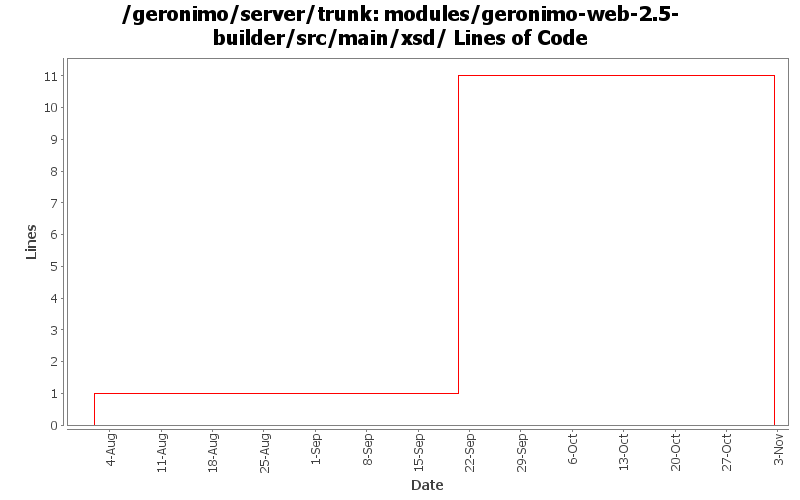 /geronimo/server/trunk: modules/geronimo-web-2.5-
builder/src/main/xsd/ Lines of Code
Lines
11
10
9
8
7
6
5
4
3
2
1
0
4-Aug
11-Aug
18-Aug
25-Aug
1-Sep
8-Sep
15-Sep
22-Sep
29-Sep
6-Oct
13-Oct
20-Oct
27-Oct
3-Nov
Date